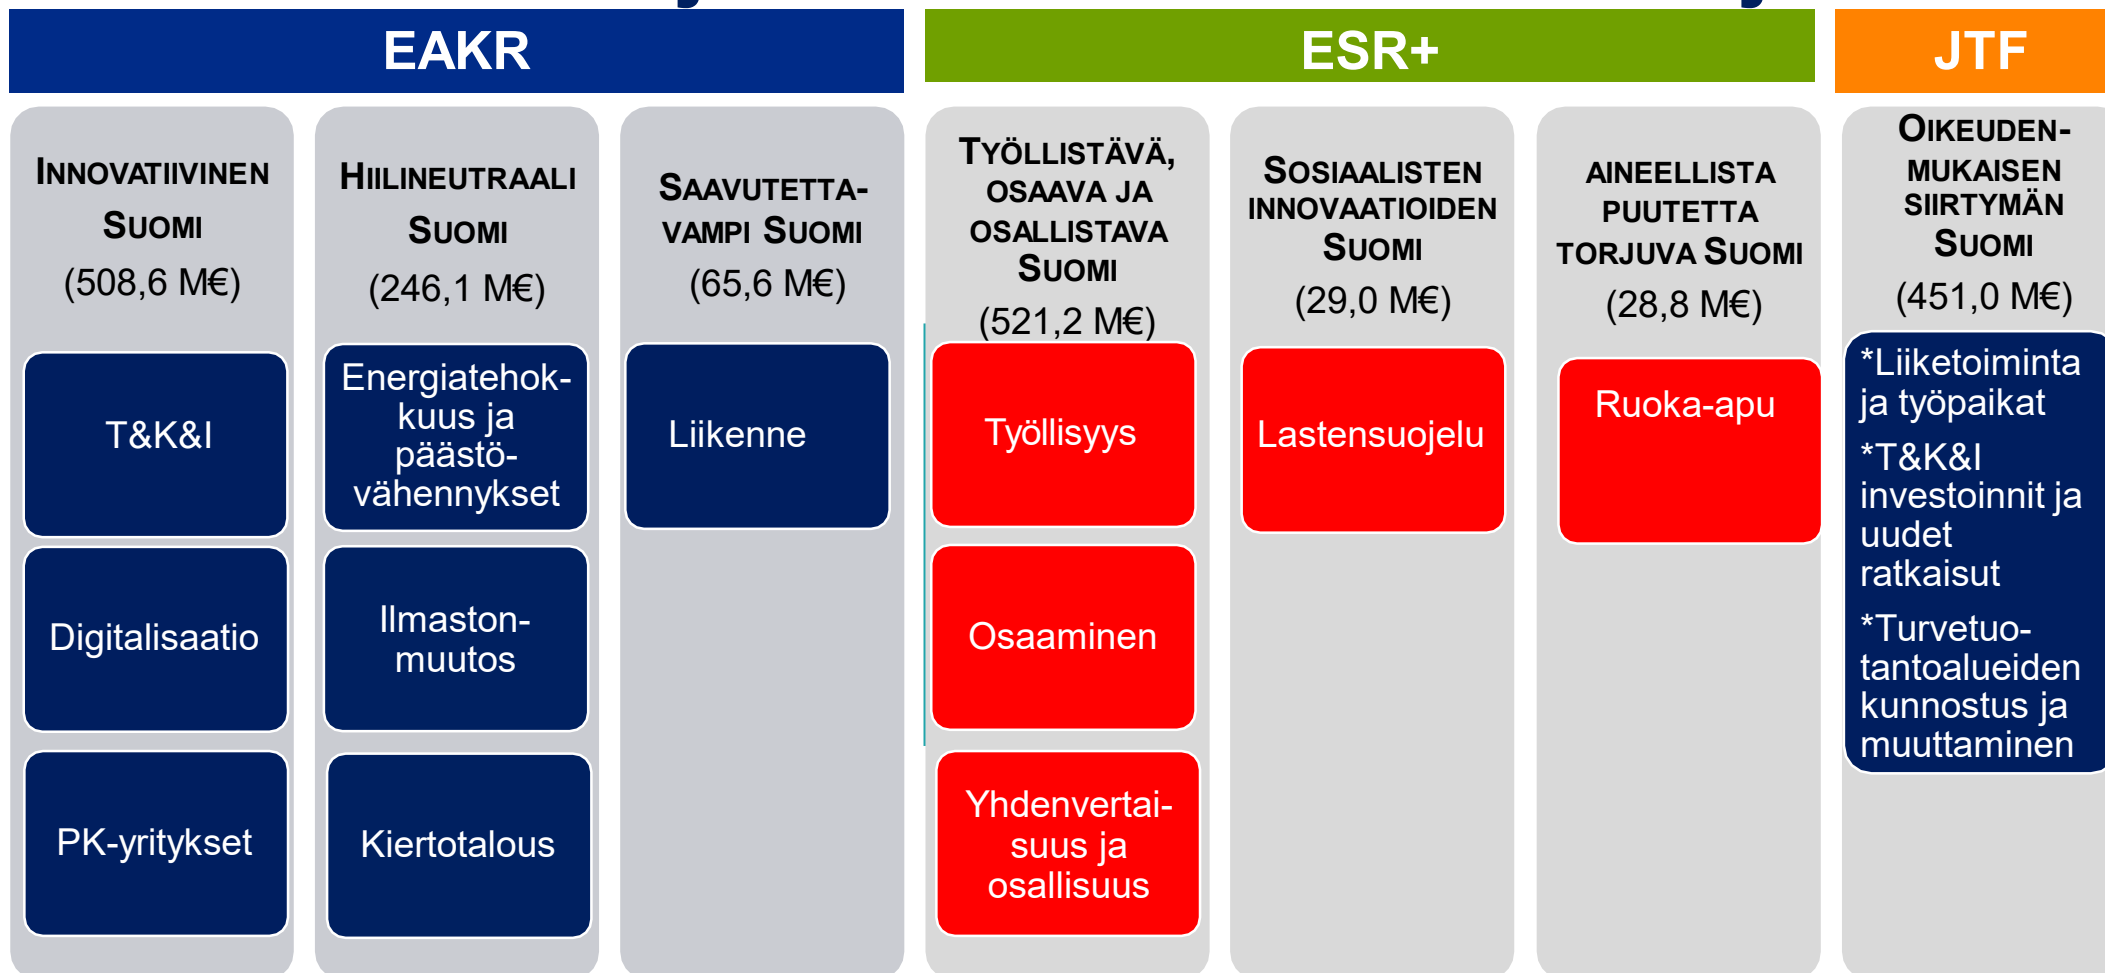 EAKR
ESR+
JTF
INNOVATIIVINEN
SUOMI
(508,6 M€)
T&K&I
Digitalisaatio
PK-yritykset
HIILINEUTRAALI
SUOMI
(246,1 M€)
Energiatehok-
kuus ja
päästö-
vähennykset
Ilmaston-
muutos
Kiertotalous
SAAVUTETTA-
VAMPI SUOMI
(65,6 M€)
Liikenne
TYÖLLISTÄVÄ,
OSAAVA JA
OSALLISTAVA
SUOMI
(521,2 M€)
Työllisyys
Osaaminen
Yhdenvertai-
suus ja
osallisuus
SOSIAALISTEN
INNOVAATIOIDEN
SUOMI
(29,0 M€)
Lastensuojelu
AINEELLISTA
PUUTETTA
TORJUVA SUOMI
(28,8 M€)
Ruoka-apu
OIKEUDEN-
MUKAISEN
SIIRTYMÄN
SUOMI
(451,0 M€)
*Liiketoiminta
ja työpaikat
*T&K&I
investoinnit ja
uudet
ratkaisut
*Turvetuo-
tantoalueiden
kunnostus ja
muuttaminen